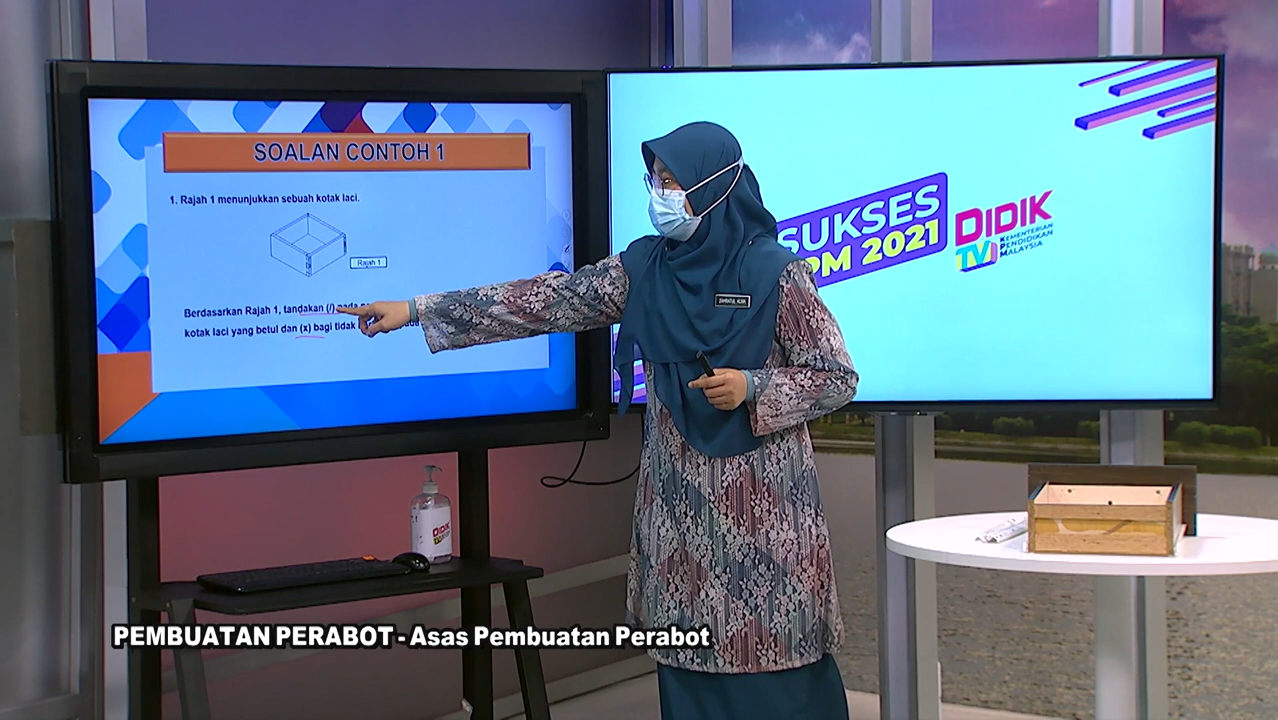 SOALAN CONTOH 1
1. Rajah 1 menunjukkan sebuah kotak laci.
Rajah 1
Berdasarkan Rajah 1, tandakan (/) pada
kotak laci yang betul dan (x) bagi tidak
SUKSES
PM 2021
DIDIK
TV
KEMENTERIAN
PENDIDIKAN
MALAYSIA
DIDIK
PEMBUATAN PERABOT - Asas Pembuatan Perabot